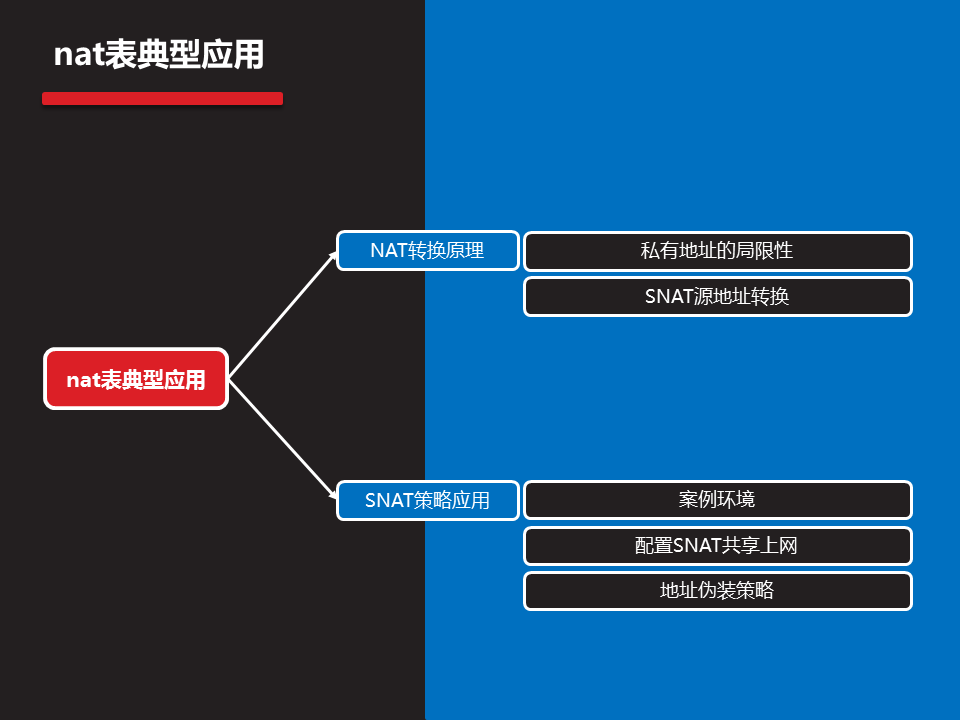 nat表典型应用
NAT转换原理
私有地址的局限性
SNAT源地址转换
nat表典型应用
SNAT策略应用
案例环境
配置SNAT共享上网
地址伪装策略